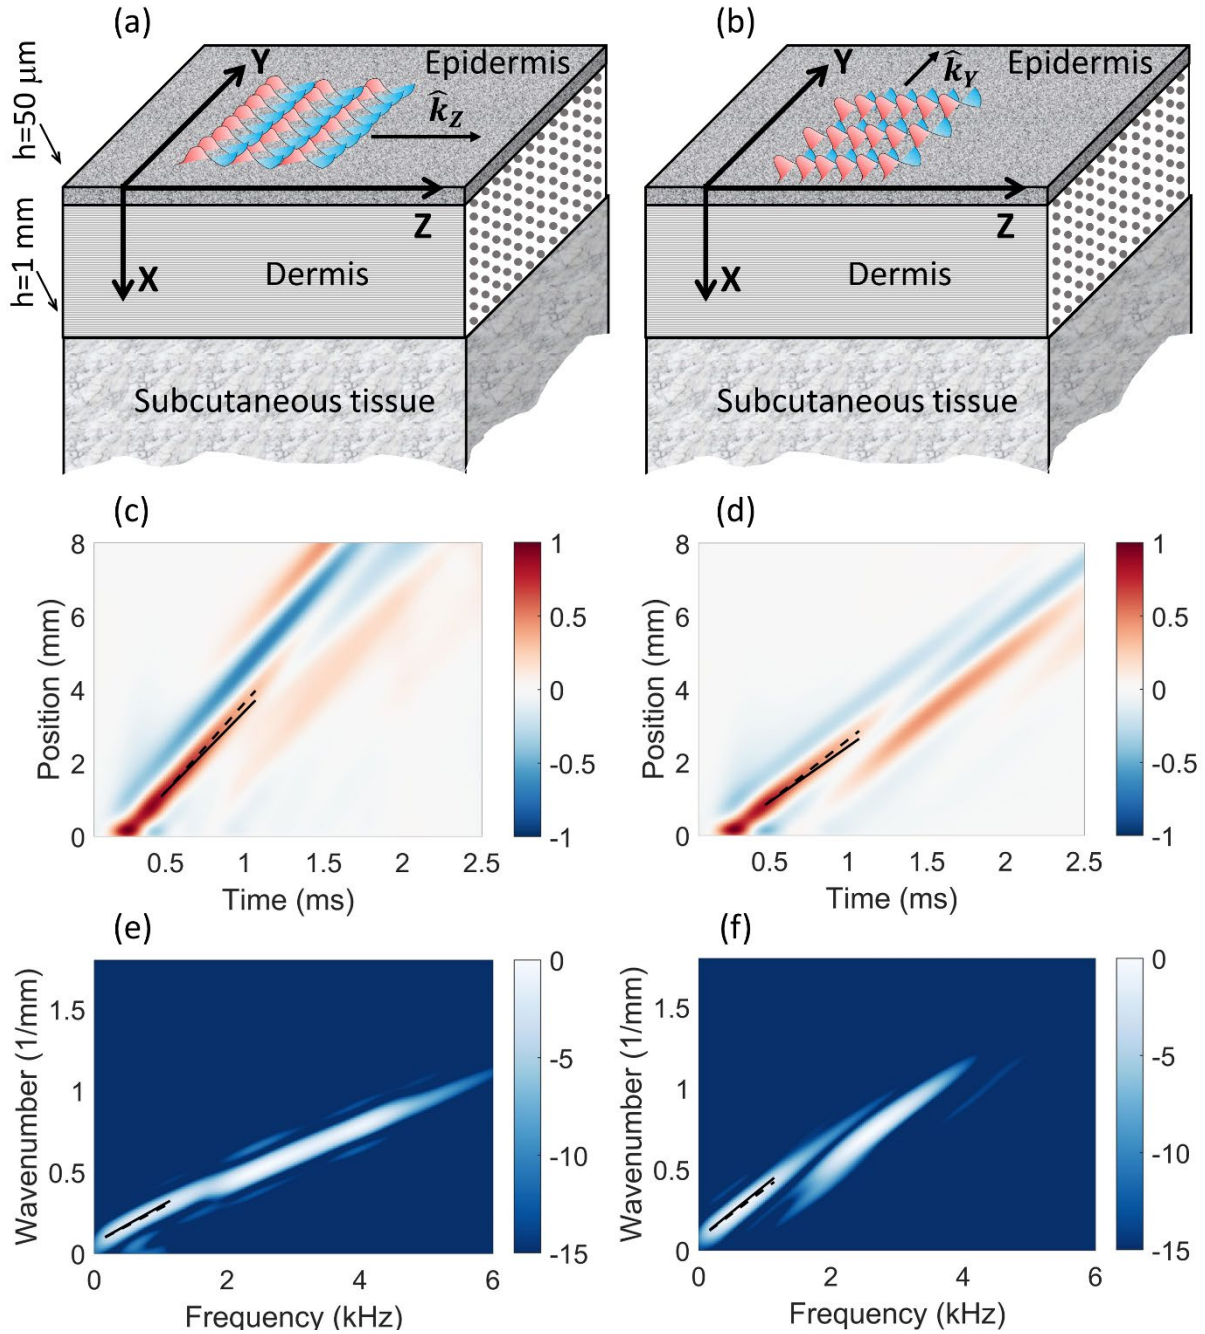 (a)
(b)
h=50 μm
h=1 mm
Y
Epidermis
k̂_Z
Z
X
Dermis
Subcutaneous tissue
Y
Epidermis
k̂_Y
Z
X
Dermis
Subcutaneous tissue
(c)
Position (mm)
8
6
4
2
0
0.5
1
1.5
2
2.5
Time (ms)
1
0.5
0
-0.5
-1
(d)
Position (mm)
8
6
4
2
0
0.5
1
1.5
2
2.5
Time (ms)
1
0.5
0
-0.5
-1
(e)
Wavenumber (1/mm)
1.5
1
0.5
0
0
2
4
6
Frequency (kHz)
0
-5
-10
-15
(f)
Wavenumber (1/mm)
1.5
1
0.5
0
0
2
4
6
Frequency (kHz)
0
-5
-10
-15